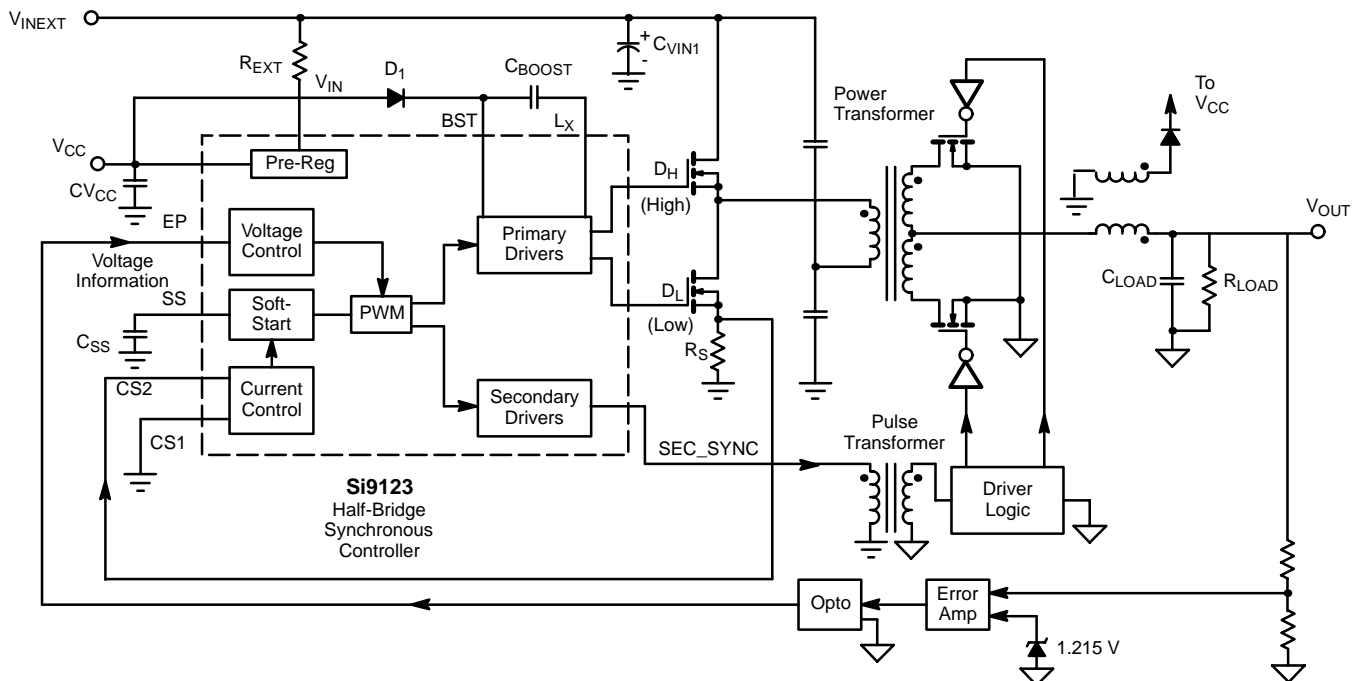 VINEXT
REXT
VIN
D1
CBOOST
+
CVIN1
-
BST
LX
VCC
CVCC
Pre-Reg
Power
Transformer
To
VCC
DH
(High)
EP
Voltage
Information
Voltage
Control
Primary
Drivers
VOUT
SS
Soft-
Start
PWM
DL
(Low)
CLOAD
RLOAD
CSS
RS
CS2
Current
Control
CS1
Secondary
Drivers
SEC_SYNC
Pulse
Transformer
Driver
Logic
Si9123
Half-Bridge
Synchronous
Controller
Opto
Error
Amp
1.215 V